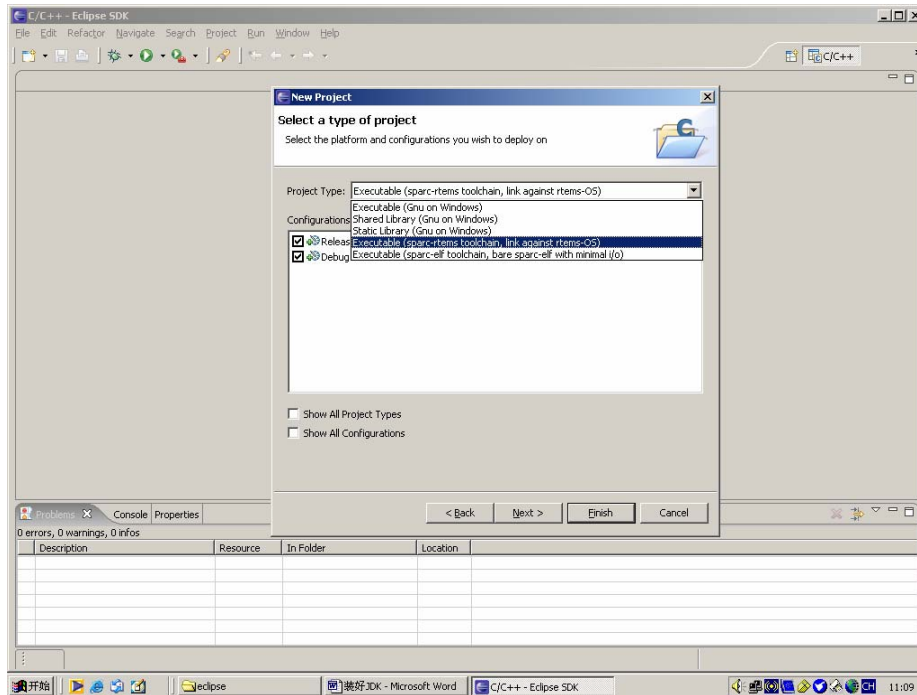 C/C++ - Eclipse SDK
File Edit Refactor Navigate Search Project Run Window Help
C/C++
New Project
Select a type of project
Select the platform and configurations you wish to deploy on
Project Type: Executable (sparc-rtems toolchain, link against rtems-OS)
Executable (Gnu on Windows)
Configurations
Shared Library (Gnu on Windows)
Static Library (Gnu on Windows)
Releas
Executable (sparc-rtems toolchain, link against rtems-OS)
Debug
Executable (sparc-elf toolchain, bare sparc-elf with minimal i/o)
Show All Project Types
Show All Configurations
< Back Next > Finish Cancel
Problems Console Properties
0 errors, 0 warnings, 0 infos
Description Resource In Folder Location
开始 eclipse 装好JDK - Microsoft Word C/C++ - Eclipse SDK CH 11:09